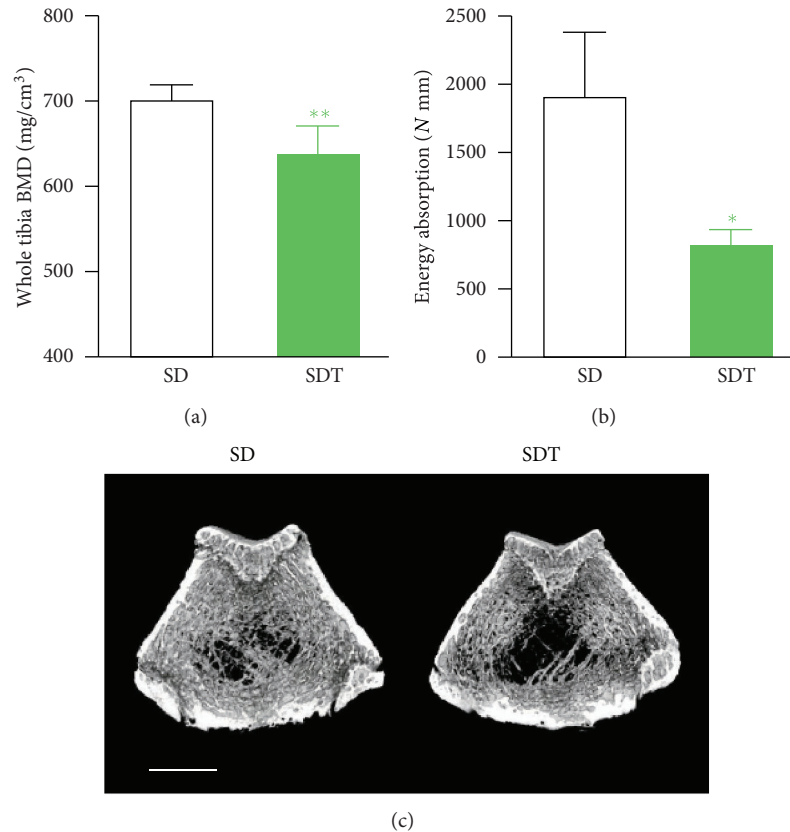 800
700
600
500
400
Whole tibia BMD (mg/cm³)
**
SD
SDT
(a)
2500
2000
1500
1000
500
0
Energy absorption (N mm)
*
SD
SDT
(b)
SD
SDT
(c)